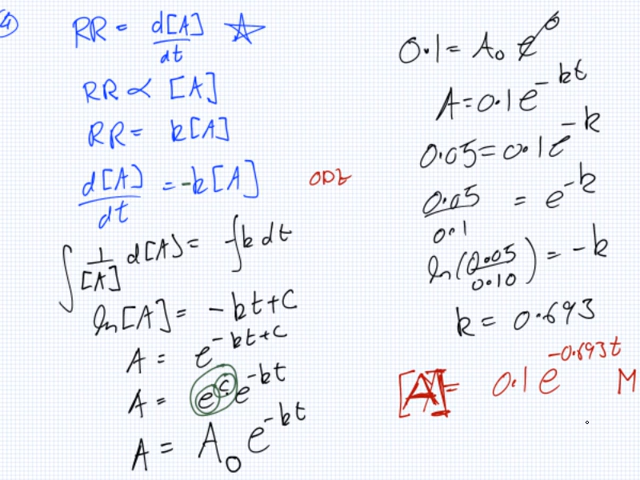 4)
RR = d[A]/dt ☆
RR ∝ [A]
RR = k[A]
d[A]/dt = -k[A] ODE
∫ 1/[A] d[A] = -∫k dt
ln[A] = -kt+C
A = e^-kt+C
A = e^C e^-kt
A = A₀ e^-kt
0.1 = A₀ e^0
A = 0.1e^-kt
0.05 = 0.1e^-k
0.05/0.1 = e^-k
ln(0.05/0.10) = -k
k = 0.693
[A] = 0.1e^-0.693t M